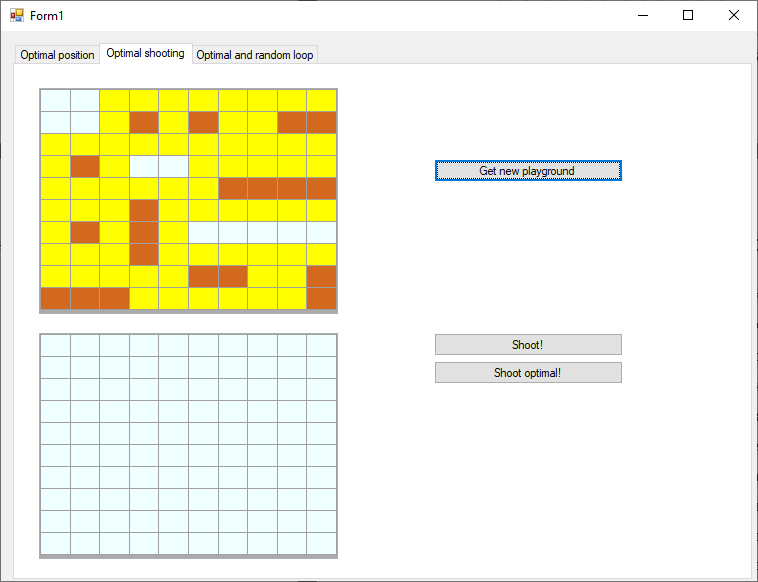 Form1
Optimal position
Optimal shooting
Optimal and random loop
Get new playground
Shoot!
Shoot optimal!